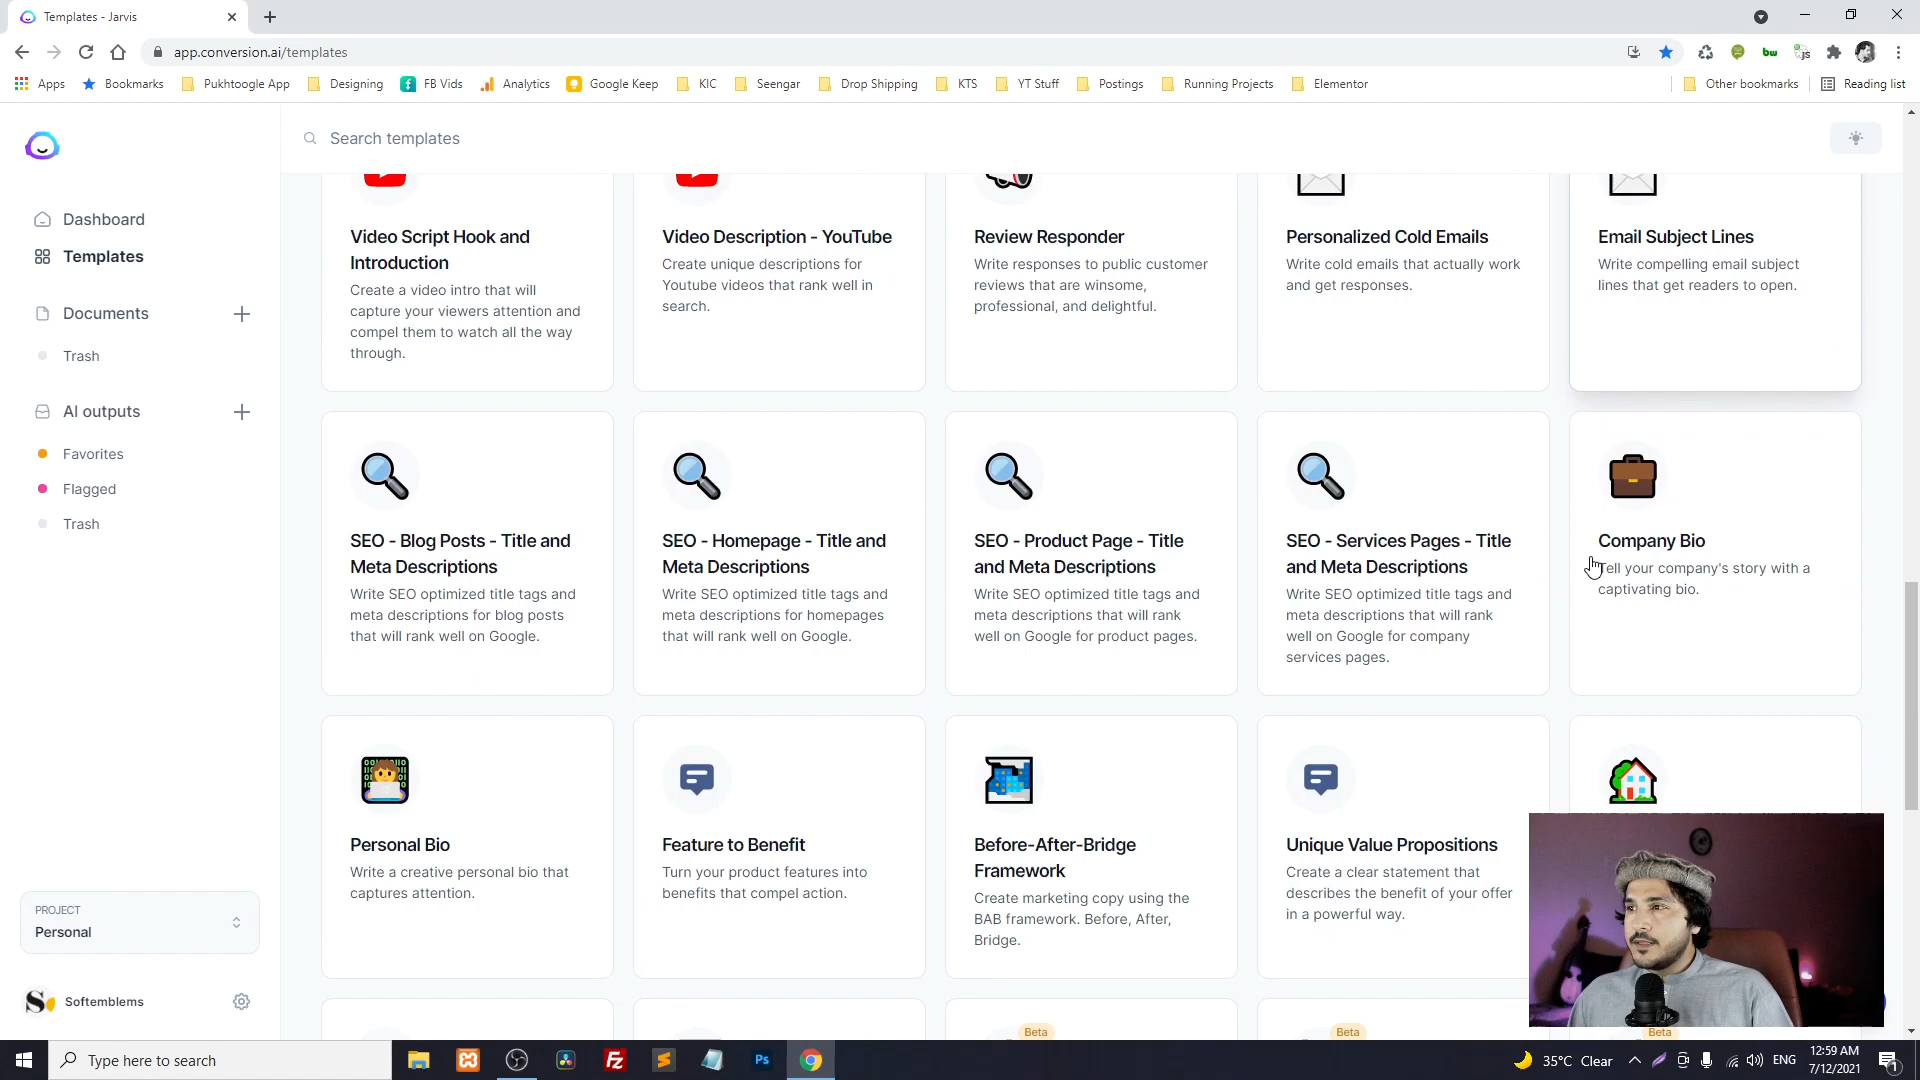 Templates - Jarvis
app.conversion.ai/templates
Apps
Bookmarks
Pukhtoogle App
Designing
FB Vids
Analytics
Google Keep
KIC
Seengar
Drop Shipping
KTS
YT Stuff
Postings
Running Projects
Elementor
Other bookmarks
Reading list
Search templates
Dashboard
Templates
Documents
Trash
AI outputs
Favorites
Flagged
Trash
PROJECT
Personal
Softemblems
Video Script Hook and
Introduction
Create a video intro that will
capture your viewers attention and
compel them to watch all the way
through.
Video Description - YouTube
Create unique descriptions for
Youtube videos that rank well in
search.
Review Responder
Write responses to public customer
reviews that are winsome,
professional, and delightful.
Personalized Cold Emails
Write cold emails that actually work
and get responses.
Email Subject Lines
Write compelling email subject
lines that get readers to open.
SEO - Blog Posts - Title and
Meta Descriptions
Write SEO optimized title tags and
meta descriptions for blog posts
that will rank well on Google.
SEO - Homepage - Title and
Meta Descriptions
Write SEO optimized title tags and
meta descriptions for homepages
that will rank well on Google.
SEO - Product Page - Title
and Meta Descriptions
Write SEO optimized title tags and
meta descriptions that will rank
well on Google for product pages.
SEO - Services Pages - Title
and Meta Descriptions
Write SEO optimized title tags and
meta descriptions that will rank
well on Google for company
services pages.
Company Bio
Tell your company's story with a
captivating bio.
Personal Bio
Write a creative personal bio that
captures attention.
Feature to Benefit
Turn your product features into
benefits that compel action.
Before-After-Bridge
Framework
Create marketing copy using the
BAB framework. Before, After,
Bridge.
Unique Value Propositions
Create a clear statement that
describes the benefit of your offer
in a powerful way.
Beta
Beta
Beta
Type here to search
Ps
35°C Clear
ENG
12:59 AM
7/12/2021
1